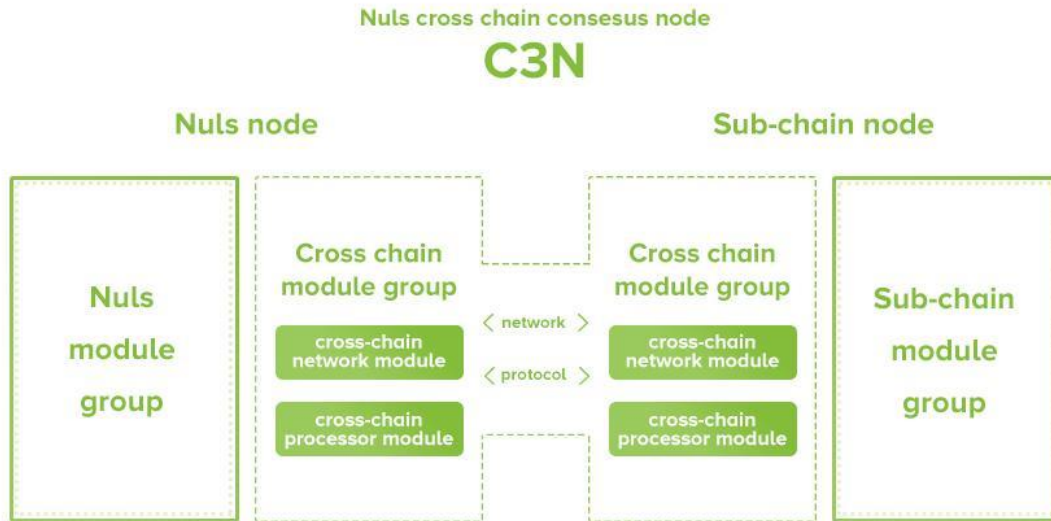 Nuls cross chain consesus node
C3N
Nuls node
Sub-chain node
Nuls
module
group
Cross chain
module group
cross-chain
network module
cross-chain
processor module
< network >
< protocol >
Cross chain
module group
cross-chain
network module
cross-chain
processor module
Sub-chain
module
group